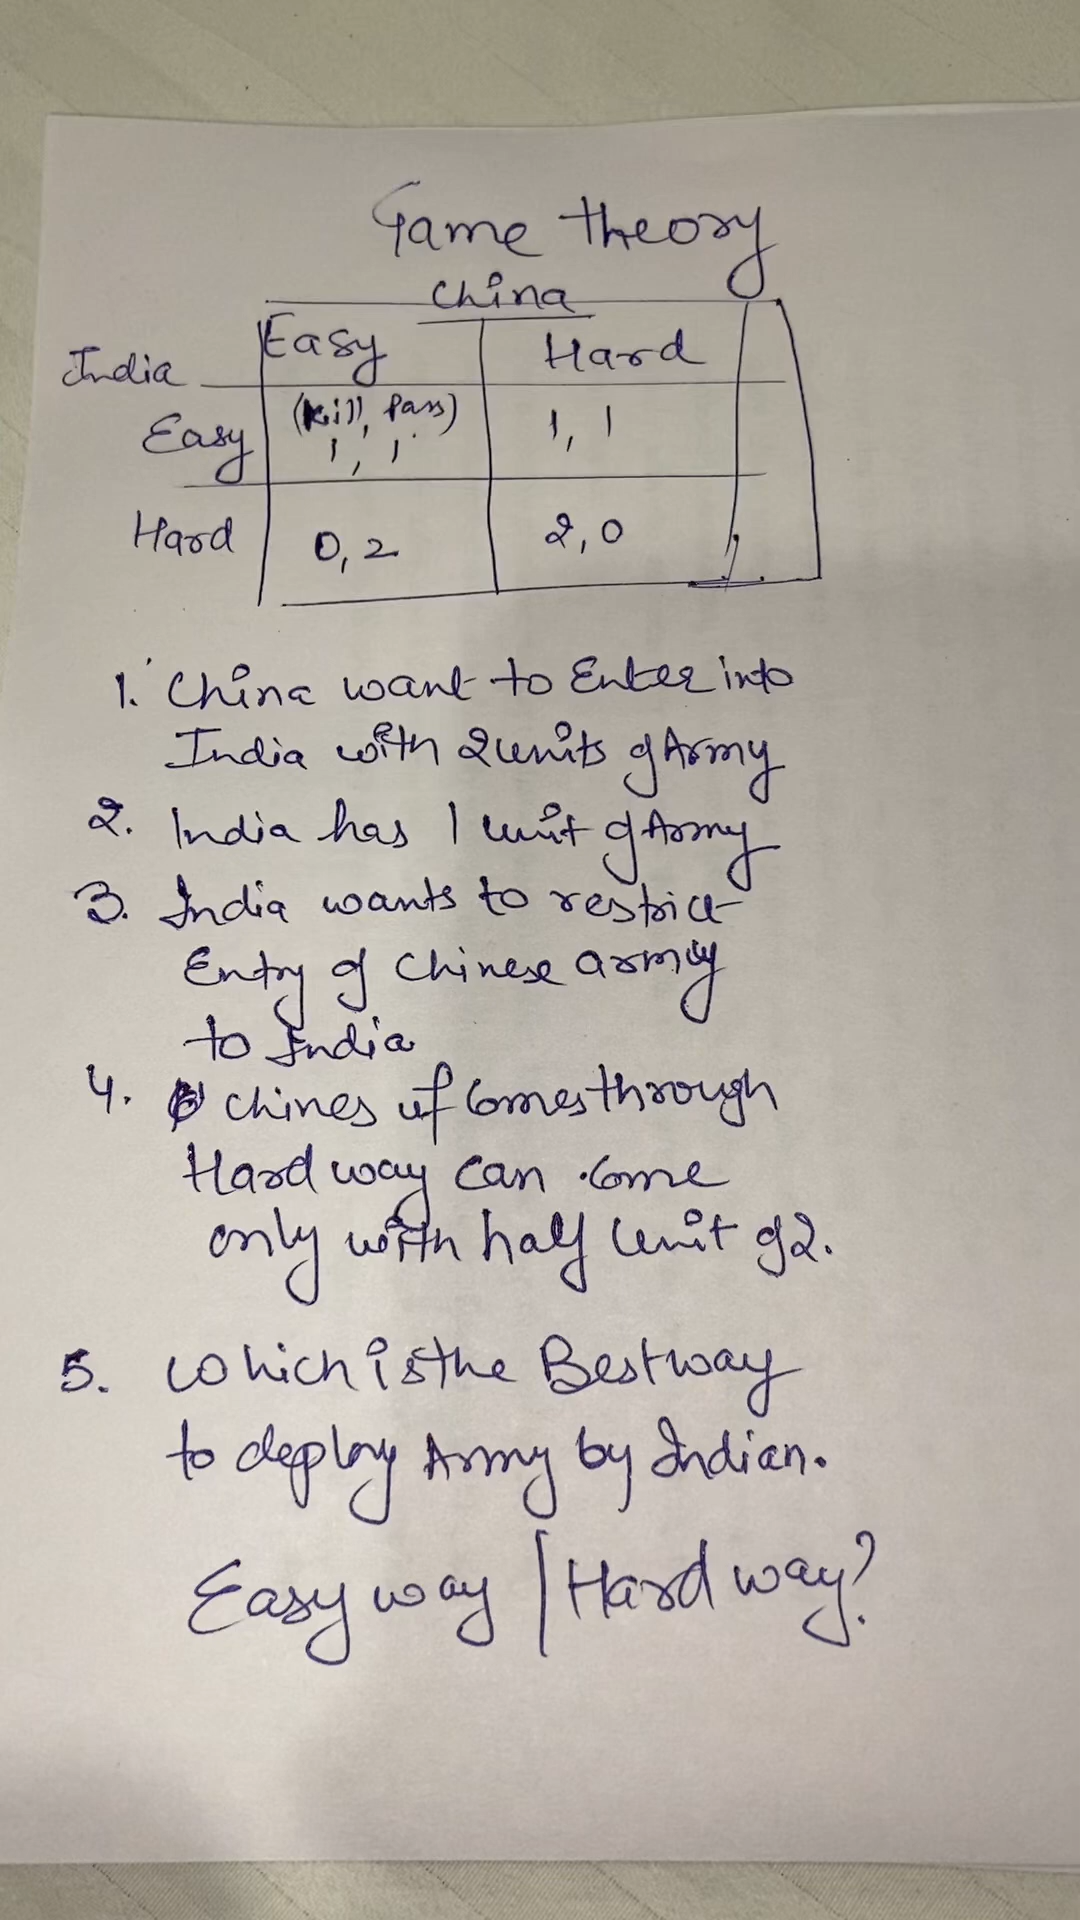 Game theory
China
India Easy Hard
(kill, Pass)
Easy 1, 1 1, 1
Hard 0, 2 2, 0
1. China want to Enter into
India with 2 units of Army
2. India has 1 unit of Army
3. India wants to restrict
Entry of Chinese army
to India
4. Chines if Comes through
Hard way can come
only with half unit of 2.
5. Which is the Best way
to deploy Army by Indian.
Easy way | Hard way?